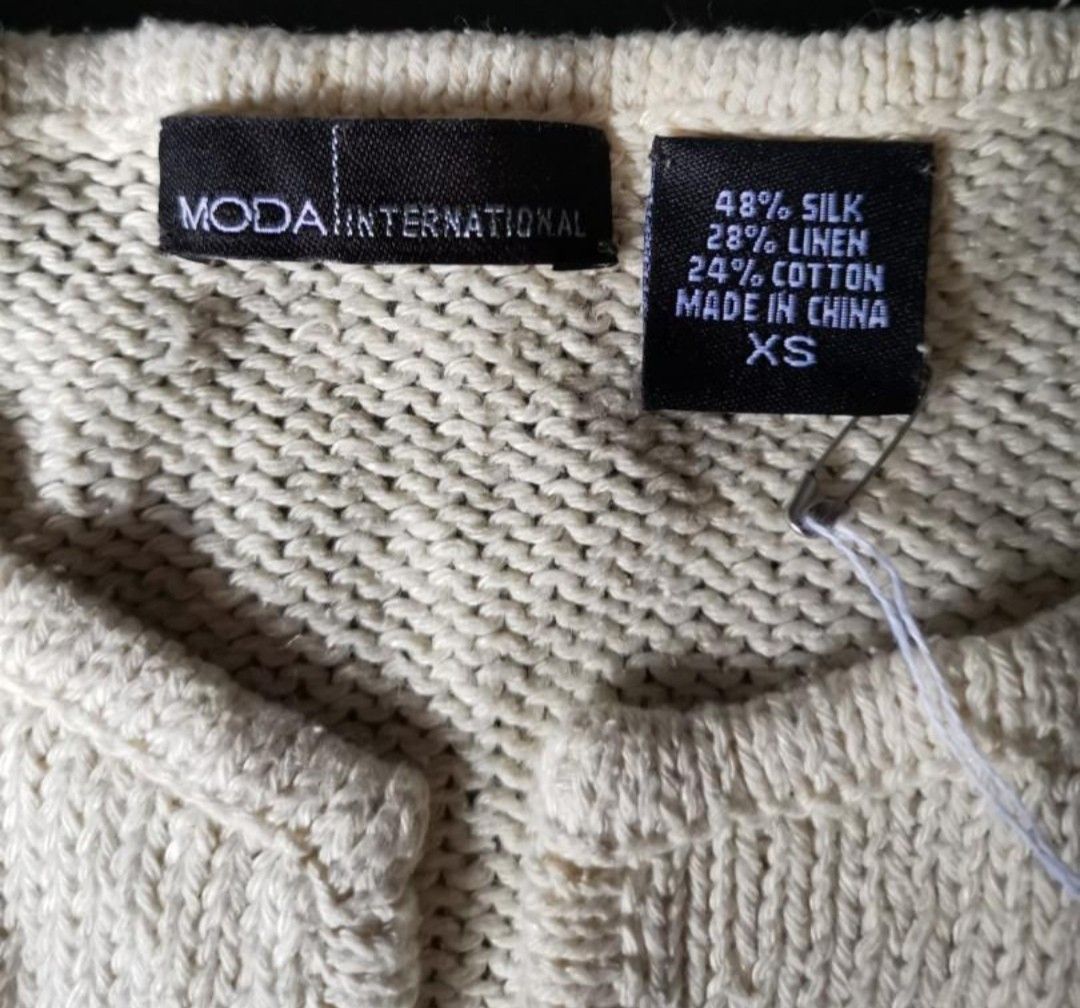 MODA INTERNATIONAL
48% SILK
28% LINEN
24% COTTON
MADE IN CHINA
XS